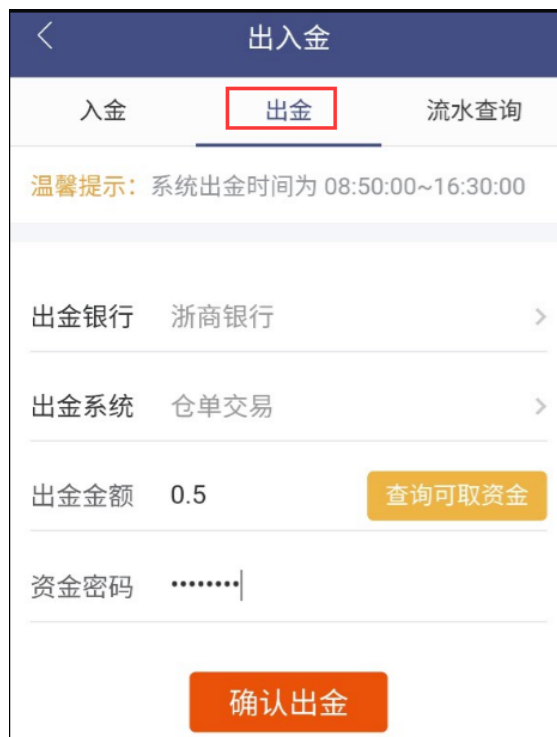 出入金
入金 出金 流水查询
温馨提示：系统出金时间为 08:50:00~16:30:00
出金银行 浙商银行
出金系统 仓单交易
出金金额 0.5 查询可取资金
资金密码 ••••••••
确认出金